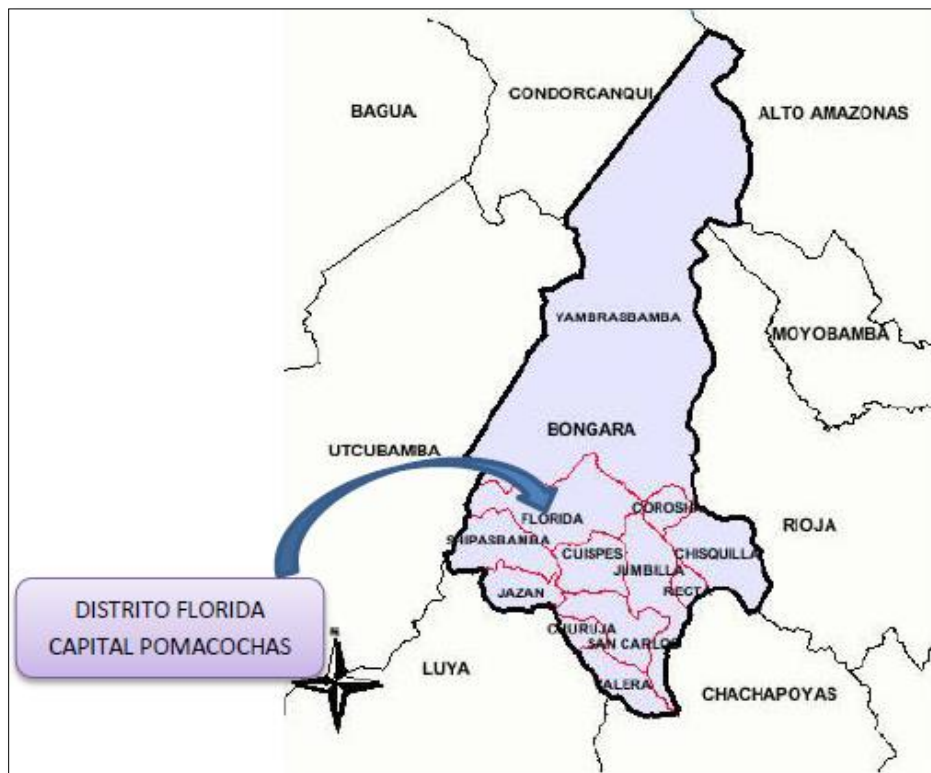 CONDORCANQUI
BAGUA
ALTO AMAZONAS
YAMBRASBAMBA
MOYOBAMBA
BONGARA
UTCUBAMBA
COROSHA
FLORIDA
RIOJA
SHIPASBAMBA
CUISPES
CHISQUILLA
JUMBILLA
JAZAN
RECTA
DISTRITO FLORIDA
CAPITAL POMACOCHAS
N
CHURUJA
SAN CARLOS
LUYA
VALERA
CHACHAPOYAS